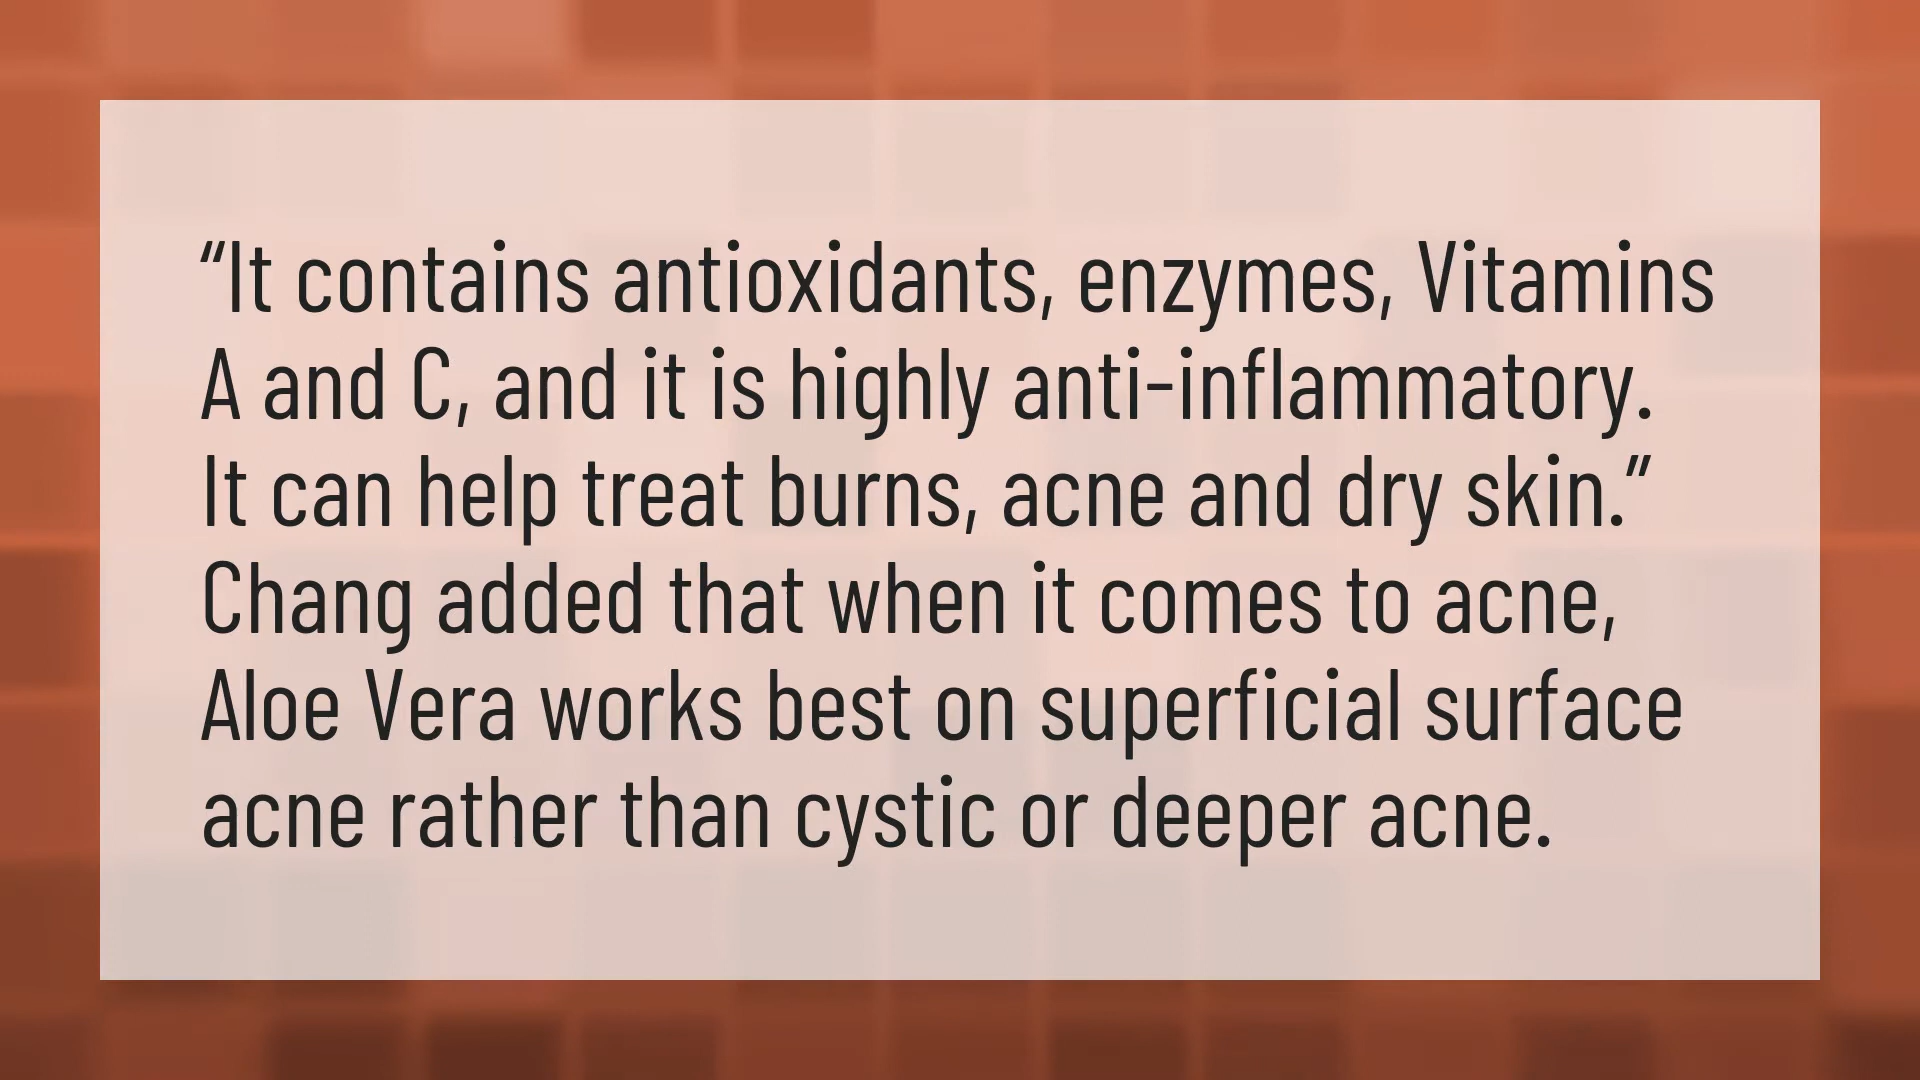 “It contains antioxidants, enzymes, Vitamins
A and C, and it is highly anti-inflammatory.
It can help treat burns, acne and dry skin.”
Chang added that when it comes to acne,
Aloe Vera works best on superficial surface
acne rather than cystic or deeper acne.